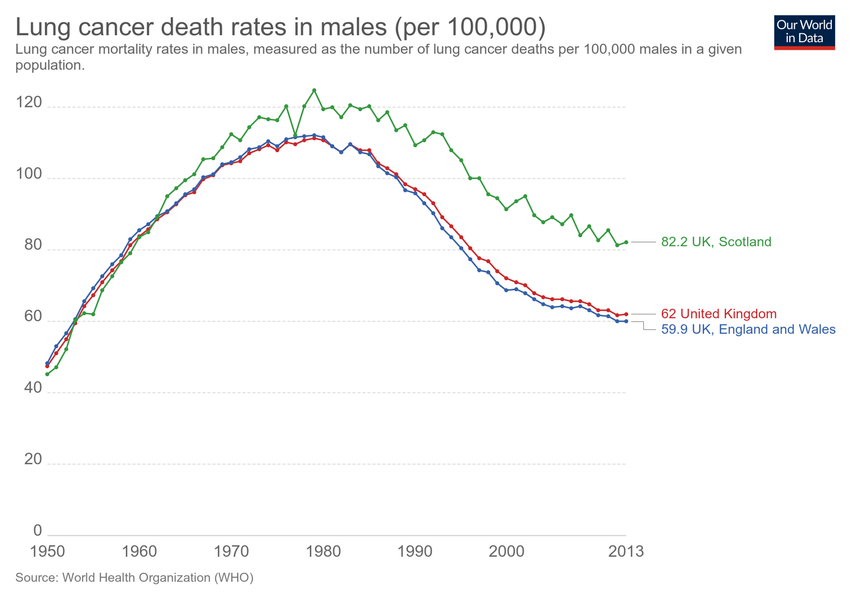 Lung cancer death rates in males (per 100,000)
Our World
in Data
Lung cancer mortality rates in males, measured as the number of lung cancer deaths per 100,000 males in a given
population.
120
100
80
60
40
20
0
82.2 UK, Scotland
62 United Kingdom
59.9 UK, England and Wales
1950 1960 1970 1980 1990 2000 2013
Source: World Health Organization (WHO)